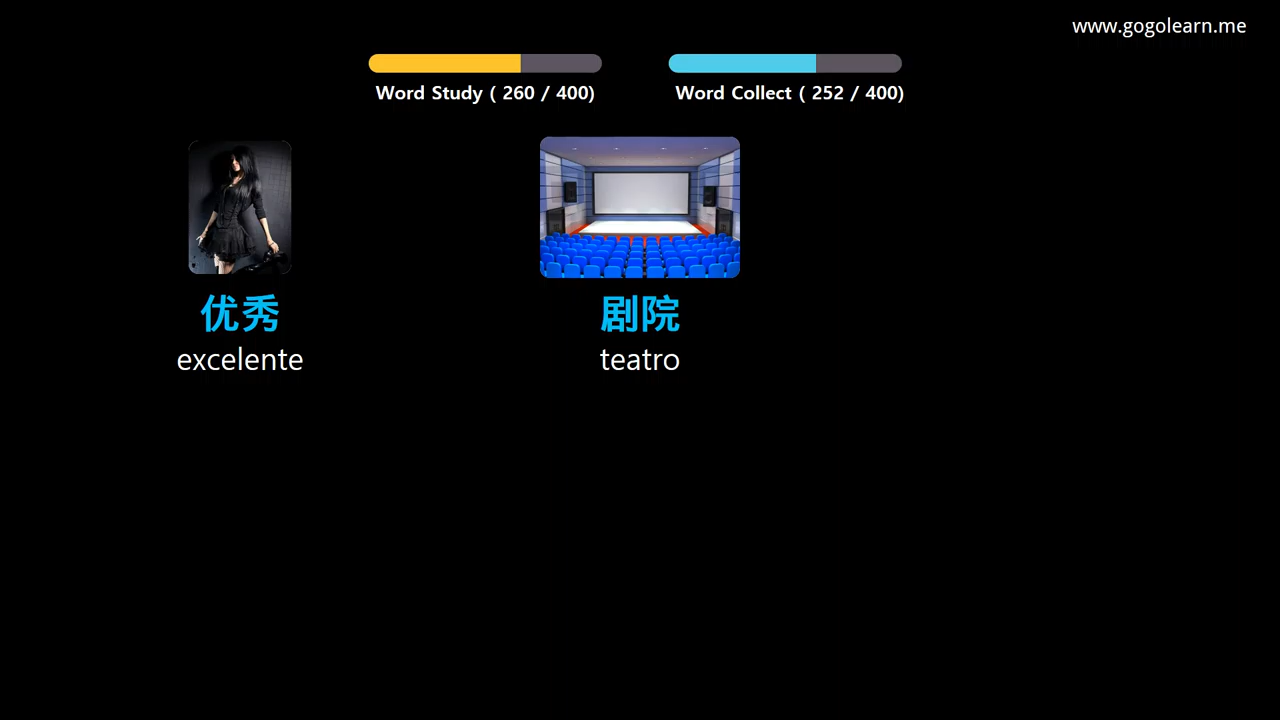 www.gogolearn.me
Word Study ( 260 / 400)
Word Collect ( 252 / 400)
优秀
excelente
剧院
teatro